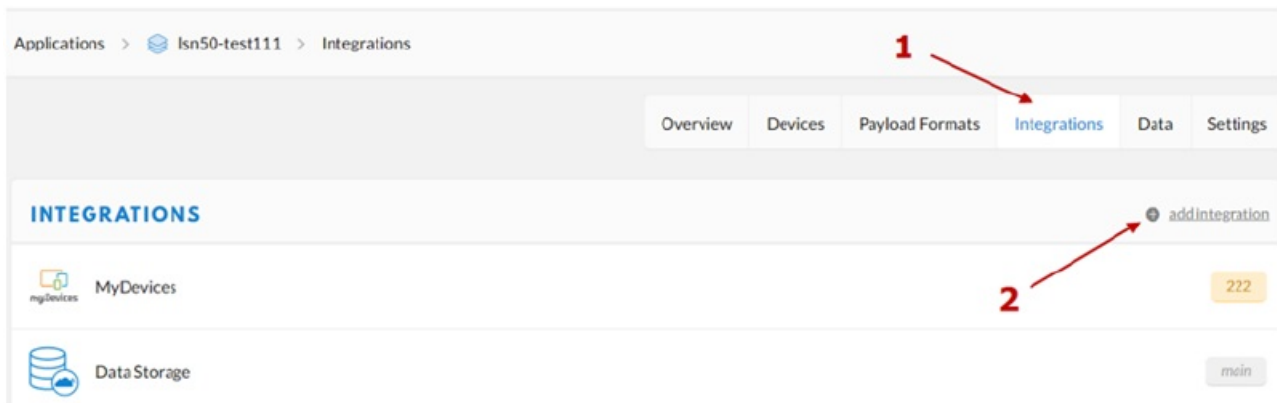 Applications > lsn50-test111 > Integrations
1
Overview Devices Payload Formats Integrations Data Settings
INTEGRATIONS
add integration
myDevices MyDevices 222
2
Data Storage main